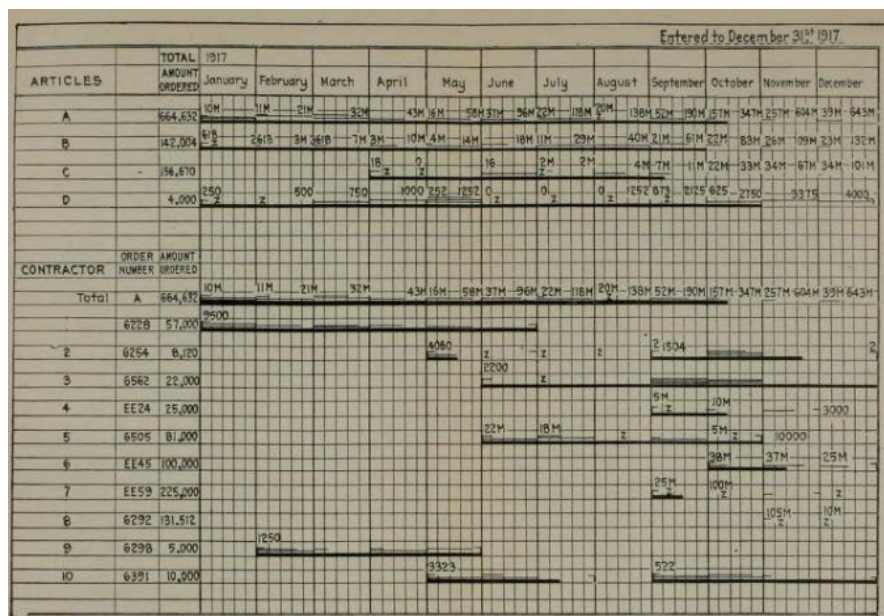 Entered to December 31st 1917
TOTAL 1917
ARTICLES AMOUNT ORDERED January February March April May June July August September October November December
A 664,632 10M 11M 21M 32M 43M 16M 58M 37M 96M 22M 118M 20M Z 138M 52M 190M 157M 347M 257M 604M 39M 643M
B 142,004 618 Z 2618 3M 3618 7M 3M 10M 4M 14M 18M 11M 29M 40M 21M 61M 22M 83M 26M 109M 23M 132M
C - 156,670 18 Z 0 Z 16 2M Z 2M 4M 7M 11M 22M 33M 34M 67M 34M 101M
D 4,000 250 Z Z 500 750 1000 252 1252 0 Z 0 Z 0 Z 1252 873 2125 625 2750 3375 4000
CONTRACTOR ORDER NUMBER AMOUNT ORDERED
Total A 664,632 10M 11M 21M 32M 43M 16M 58M 37M 96M 22M 118M 20M Z 138M 52M 190M 157M 347M 257M 604M 39M 643M
6228 57,000 9500
2 6254 8,120 4060 Z Z Z 2 1504 2
3 6562 22,000 2200 Z
4 EE24 25,000 5M Z 10M 3000
5 6505 81,000 22M 18M Z 5M Z 10000
6 EE45 100,000 38M 37M 25M
7 EE59 225,000 25M Z 100M Z Z
8 6292 131,512 105M Z 10M Z
9 6298 5,000 1250
10 6391 10,000 3323 522